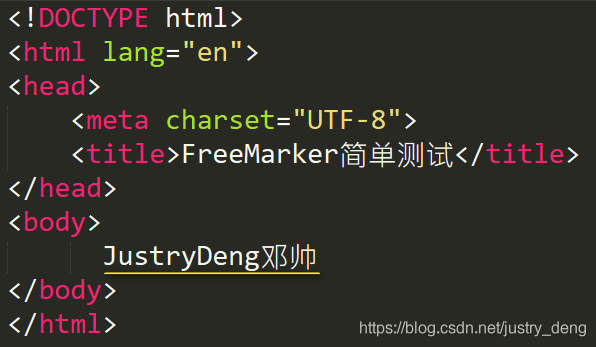 <!DOCTYPE html>
<html lang="en">
<head>
    <meta charset="UTF-8">
    <title>FreeMarker简单测试</title>
</head>
<body>
      JustryDeng邓帅
</body>
</html>
https://blog.csdn.net/justry_deng